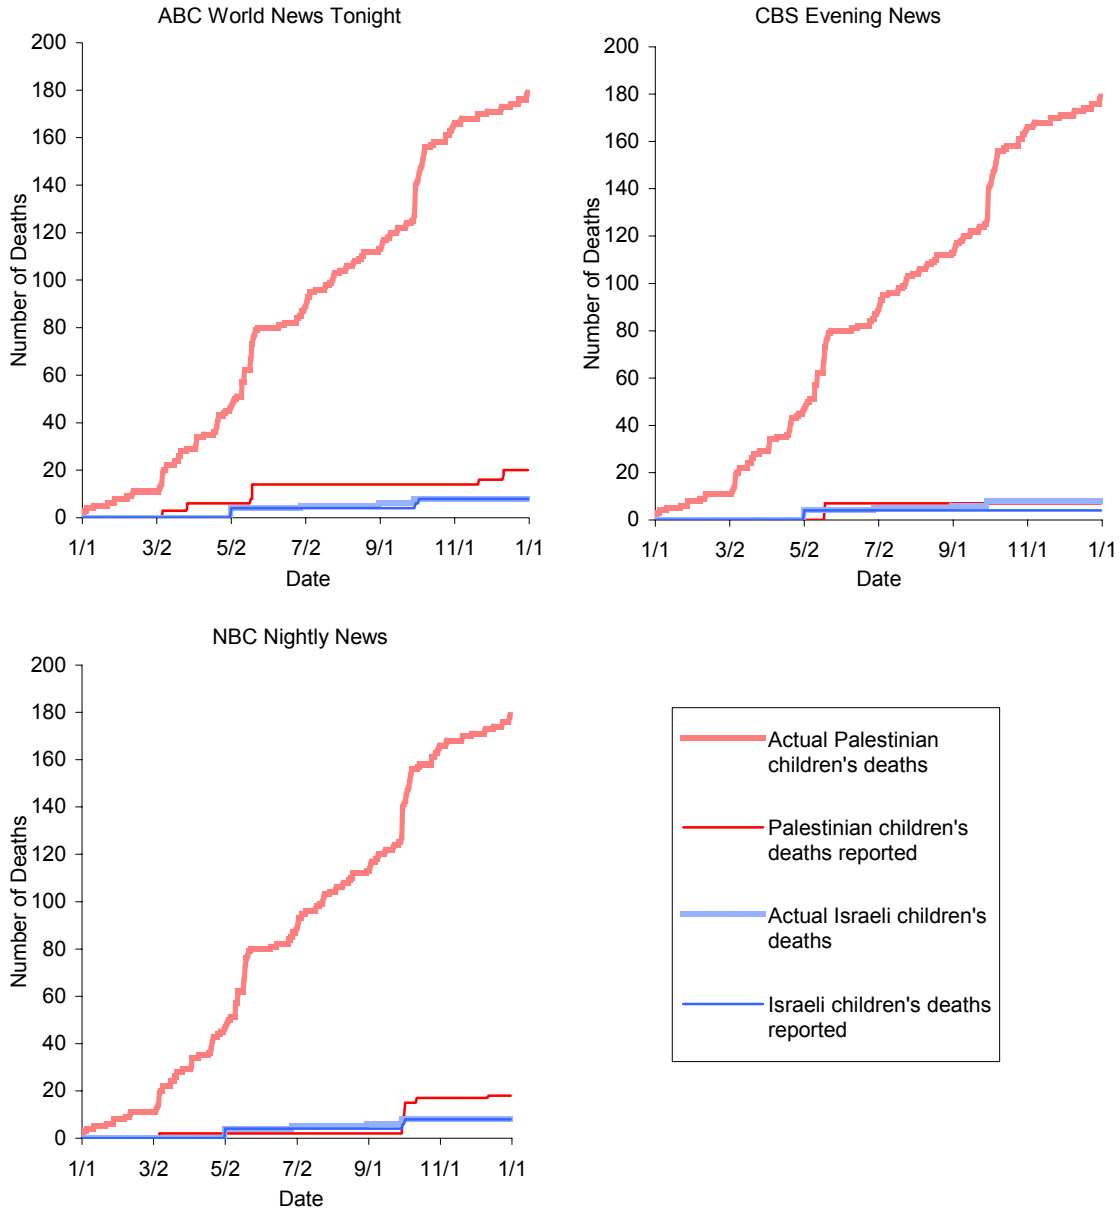 ABC World News Tonight
200
180
160
140
120
100
80
60
40
20
0
Number of Deaths
1/1 3/2 5/2 7/2 9/1 11/1 1/1
Date
CBS Evening News
200
180
160
140
120
100
80
60
40
20
0
Number of Deaths
1/1 3/2 5/2 7/2 9/1 11/1 1/1
Date
NBC Nightly News
200
180
160
140
120
100
80
60
40
20
0
Number of Deaths
1/1 3/2 5/2 7/2 9/1 11/1 1/1
Date
Actual Palestinian
children's deaths
Palestinian children's
deaths reported
Actual Israeli children's
deaths
Israeli children's deaths
reported